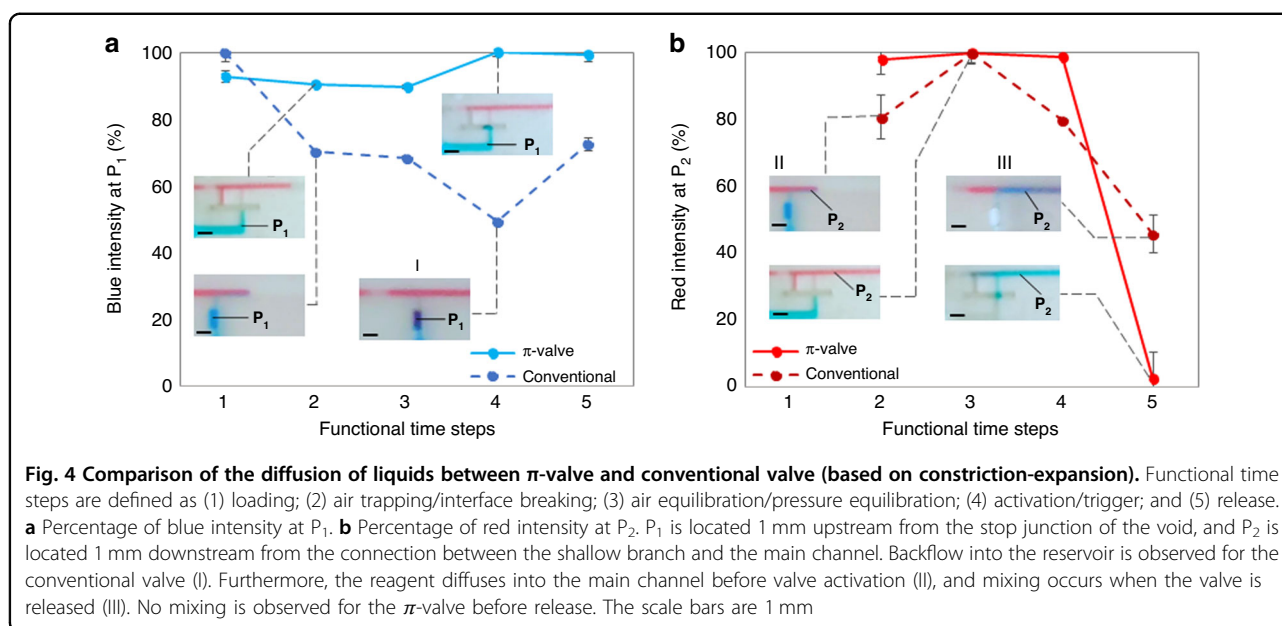 a
b
100
80
60
40
20
0
Blue intensity at P1 (%)
P1
P1
P1
I
P1
π-valve
Conventional
1 2 3 4 5
Functional time steps
100
80
60
40
20
0
Red intensity at P2 (%)
II
P2
III
P2
P2
P2
π-valve
Conventional
1 2 3 4 5
Functional time steps
Fig. 4 Comparison of the diffusion of liquids between π-valve and conventional valve (based on constriction-expansion). Functional time
steps are defined as (1) loading; (2) air trapping/interface breaking; (3) air equilibration/pressure equilibration; (4) activation/trigger; and (5) release.
a Percentage of blue intensity at P1. b Percentage of red intensity at P2. P1 is located 1 mm upstream from the stop junction of the void, and P2 is
located 1 mm downstream from the connection between the shallow branch and the main channel. Backflow into the reservoir is observed for the
conventional valve (I). Furthermore, the reagent diffuses into the main channel before valve activation (II), and mixing occurs when the valve is
released (III). No mixing is observed for the π-valve before release. The scale bars are 1 mm